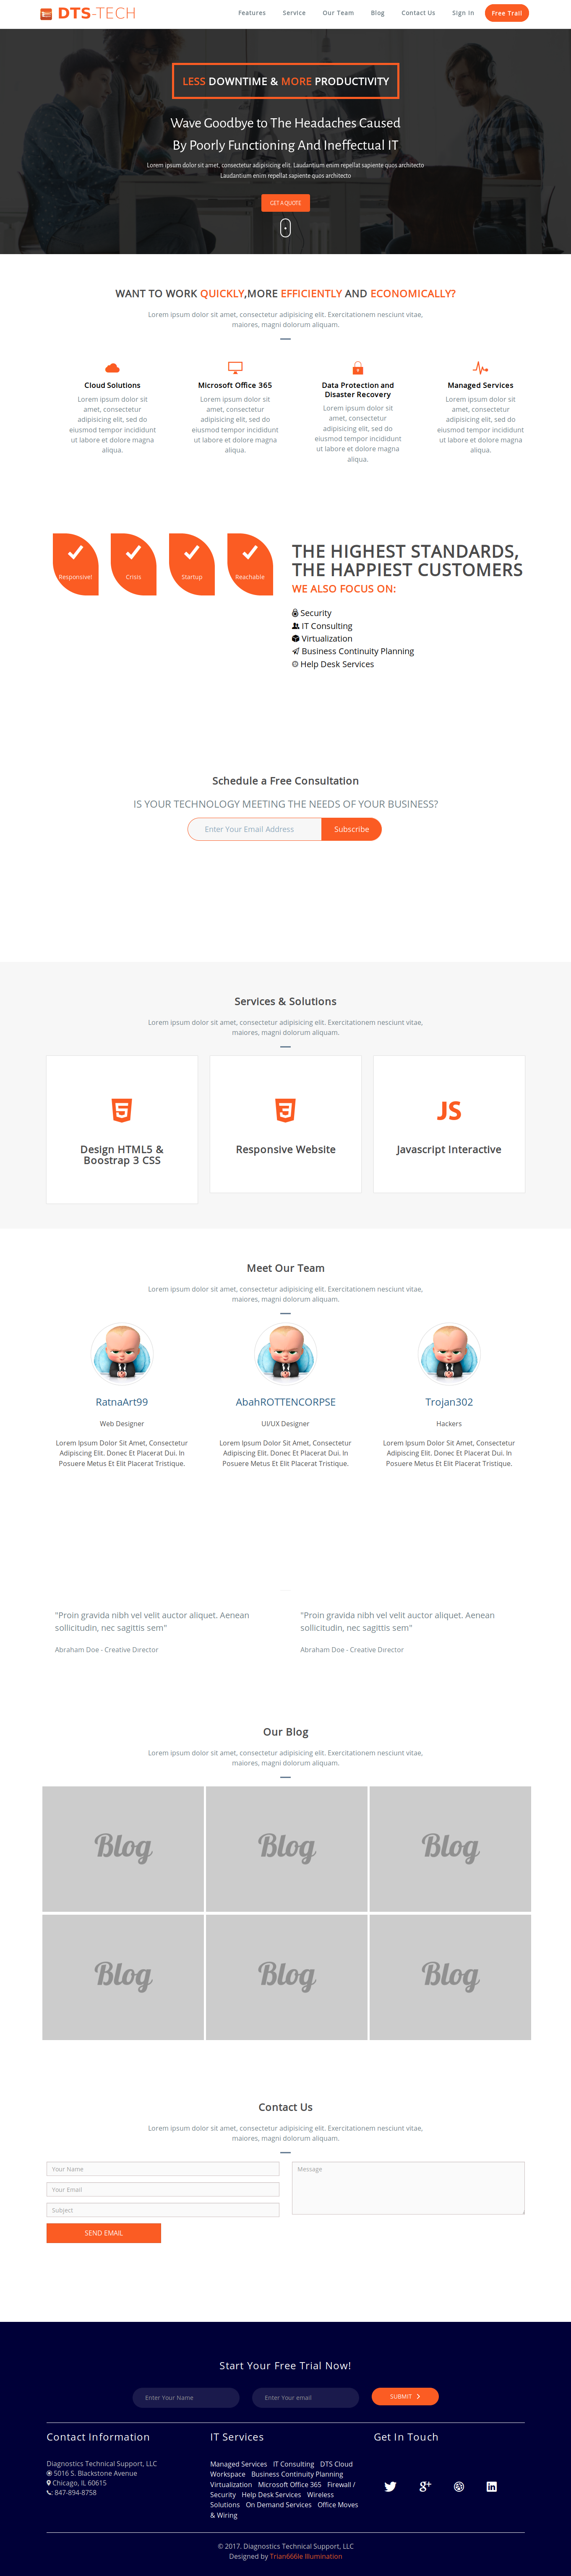 DTS-TECH
Features Service Our Team Blog Contact Us Sign In Free Trail
LESS DOWNTIME & MORE PRODUCTIVITY
Wave Goodbye to The Headaches Caused
By Poorly Functioning And Ineffectual IT
Lorem ipsum dolor sit amet, consectetur adipisicing elit. Laudantium enim repellat sapiente quos architecto
Laudantium enim repellat sapiente quos architecto
GET A QUOTE
WANT TO WORK QUICKLY,MORE EFFICIENTLY AND ECONOMICALLY?
Lorem ipsum dolor sit amet, consectetur adipisicing elit. Exercitationem nesciunt vitae,
maiores, magni dolorum aliquam.
Cloud Solutions
Lorem ipsum dolor sit
amet, consectetur
adipisicing elit, sed do
eiusmod tempor incididunt
ut labore et dolore magna
aliqua.
Microsoft Office 365
Lorem ipsum dolor sit
amet, consectetur
adipisicing elit, sed do
eiusmod tempor incididunt
ut labore et dolore magna
aliqua.
Data Protection and
Disaster Recovery
Lorem ipsum dolor sit
amet, consectetur
adipisicing elit, sed do
eiusmod tempor incididunt
ut labore et dolore magna
aliqua.
Managed Services
Lorem ipsum dolor sit
amet, consectetur
adipisicing elit, sed do
eiusmod tempor incididunt
ut labore et dolore magna
aliqua.
Responsive!
Crisis
Startup
Reachable
THE HIGHEST STANDARDS,
THE HAPPIEST CUSTOMERS
WE ALSO FOCUS ON:
Security
IT Consulting
Virtualization
Business Continuity Planning
Help Desk Services
Schedule a Free Consultation
IS YOUR TECHNOLOGY MEETING THE NEEDS OF YOUR BUSINESS?
Enter Your Email Address Subscribe
Services & Solutions
Lorem ipsum dolor sit amet, consectetur adipisicing elit. Exercitationem nesciunt vitae,
maiores, magni dolorum aliquam.
5
Design HTML5 &
Boostrap 3 CSS
3
Responsive Website
JS
Javascript Interactive
Meet Our Team
Lorem ipsum dolor sit amet, consectetur adipisicing elit. Exercitationem nesciunt vitae,
maiores, magni dolorum aliquam.
RatnaArt99
Web Designer
Lorem Ipsum Dolor Sit Amet, Consectetur
Adipiscing Elit. Donec Et Placerat Dui. In
Posuere Metus Et Elit Placerat Tristique.
AbahROTTENCORPSE
UI/UX Designer
Lorem Ipsum Dolor Sit Amet, Consectetur
Adipiscing Elit. Donec Et Placerat Dui. In
Posuere Metus Et Elit Placerat Tristique.
Trojan302
Hackers
Lorem Ipsum Dolor Sit Amet, Consectetur
Adipiscing Elit. Donec Et Placerat Dui. In
Posuere Metus Et Elit Placerat Tristique.
"Proin gravida nibh vel velit auctor aliquet. Aenean
sollicitudin, nec sagittis sem"
Abraham Doe - Creative Director
"Proin gravida nibh vel velit auctor aliquet. Aenean
sollicitudin, nec sagittis sem"
Abraham Doe - Creative Director
Our Blog
Lorem ipsum dolor sit amet, consectetur adipisicing elit. Exercitationem nesciunt vitae,
maiores, magni dolorum aliquam.
Blog Blog Blog
Blog Blog Blog
Contact Us
Lorem ipsum dolor sit amet, consectetur adipisicing elit. Exercitationem nesciunt vitae,
maiores, magni dolorum aliquam.
Your Name
Your Email
Subject
Message
SEND EMAIL
Start Your Free Trial Now!
Enter Your Name Enter Your email SUBMIT
Contact Information
Diagnostics Technical Support, LLC
5016 S. Blackstone Avenue
Chicago, IL 60615
: 847-894-8758
IT Services
Managed Services IT Consulting DTS Cloud
Workspace Business Continuity Planning
Virtualization Microsoft Office 365 Firewall /
Security Help Desk Services Wireless
Solutions On Demand Services Office Moves
& Wiring
Get In Touch
© 2017. Diagnostics Technical Support, LLC
Designed by Trian666le Illumination